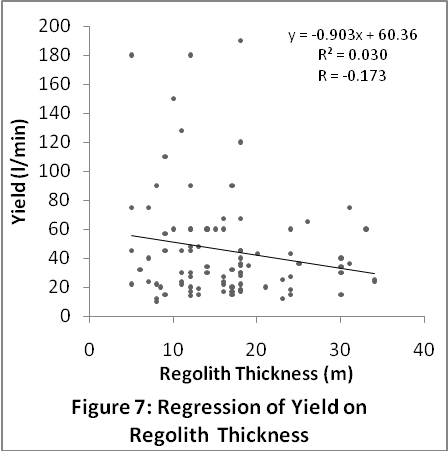 y = -0.903x + 60.36
R² = 0.030
R = -0.173
200
180
160
140
120
100
80
60
40
20
0
Yield (l/min)
0 10 20 30 40
Regolith Thickness (m)
Figure 7: Regression of Yield on
Regolith Thickness